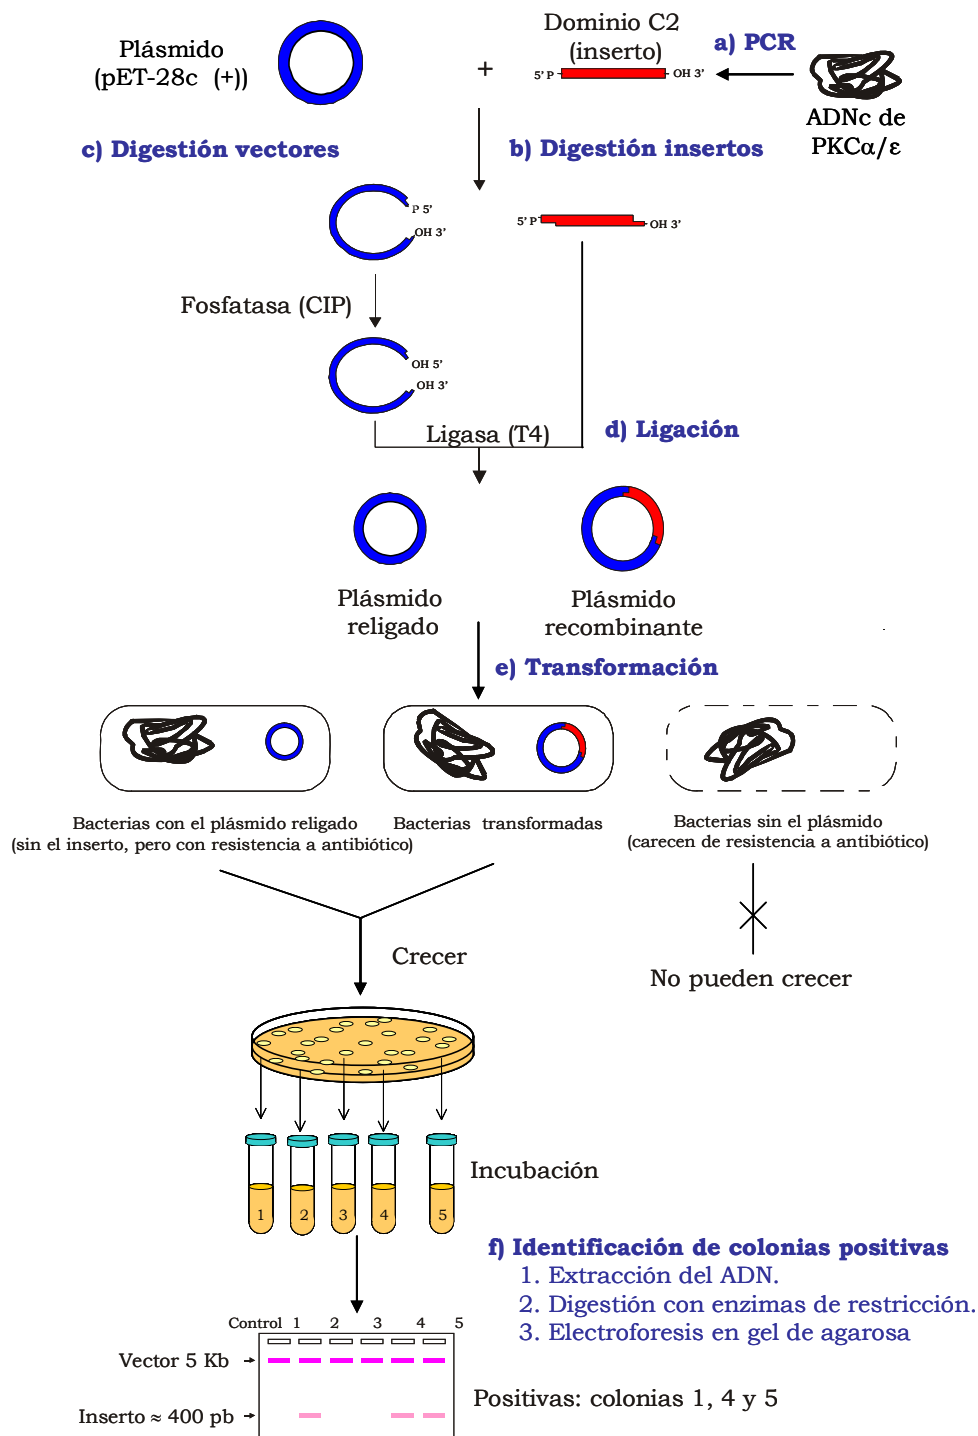 Plásmido
(pET-28c (+))
+
Dominio C2
(inserto)
5' P
OH 3'
a) PCR
ADNc de
PKCα/ε
c) Digestión vectores
b) Digestión insertos
P 5'
OH 3'
5' P
OH 3'
Fosfatasa (CIP)
OH 5'
OH 3'
Ligasa (T4)
d) Ligación
Plásmido
religado
Plásmido
recombinante
e) Transformación
Bacterias con el plásmido religado
(sin el inserto, pero con resistencia a antibiótico)
Bacterias transformadas
Bacterias sin el plásmido
(carecen de resistencia a antibiótico)
Crecer
No pueden crecer
1 2 3 4 5
Incubación
f) Identificación de colonias positivas
1. Extracción del ADN.
2. Digestión con enzimas de restricción.
3. Electroforesis en gel de agarosa
Control 1 2 3 4 5
Vector 5 Kb
Inserto ≈ 400 pb
Positivas: colonias 1, 4 y 5